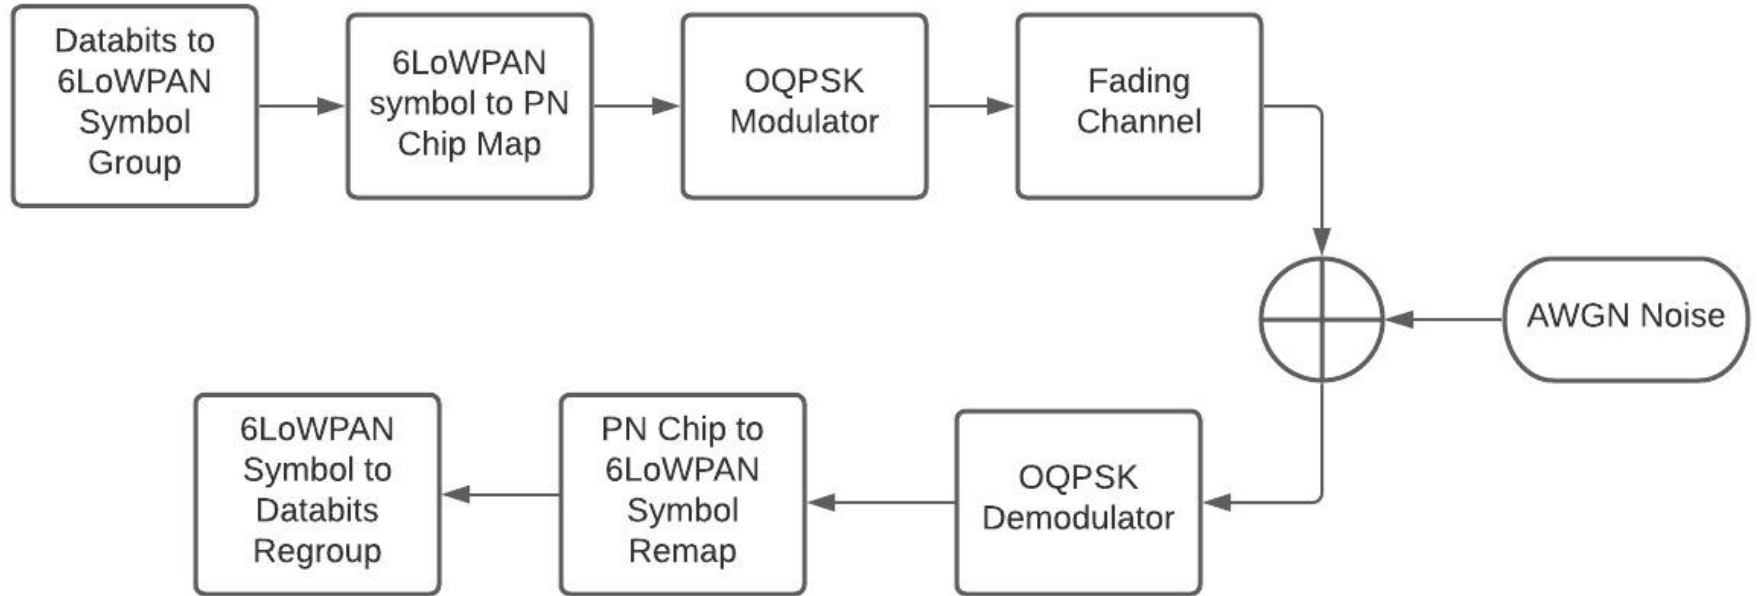 Databits to
6LoWPAN
Symbol
Group
6LoWPAN
symbol to PN
Chip Map
OQPSK
Modulator
Fading
Channel
AWGN Noise
6LoWPAN
Symbol to
Databits
Regroup
PN Chip to
6LoWPAN
Symbol
Remap
OQPSK
Demodulator